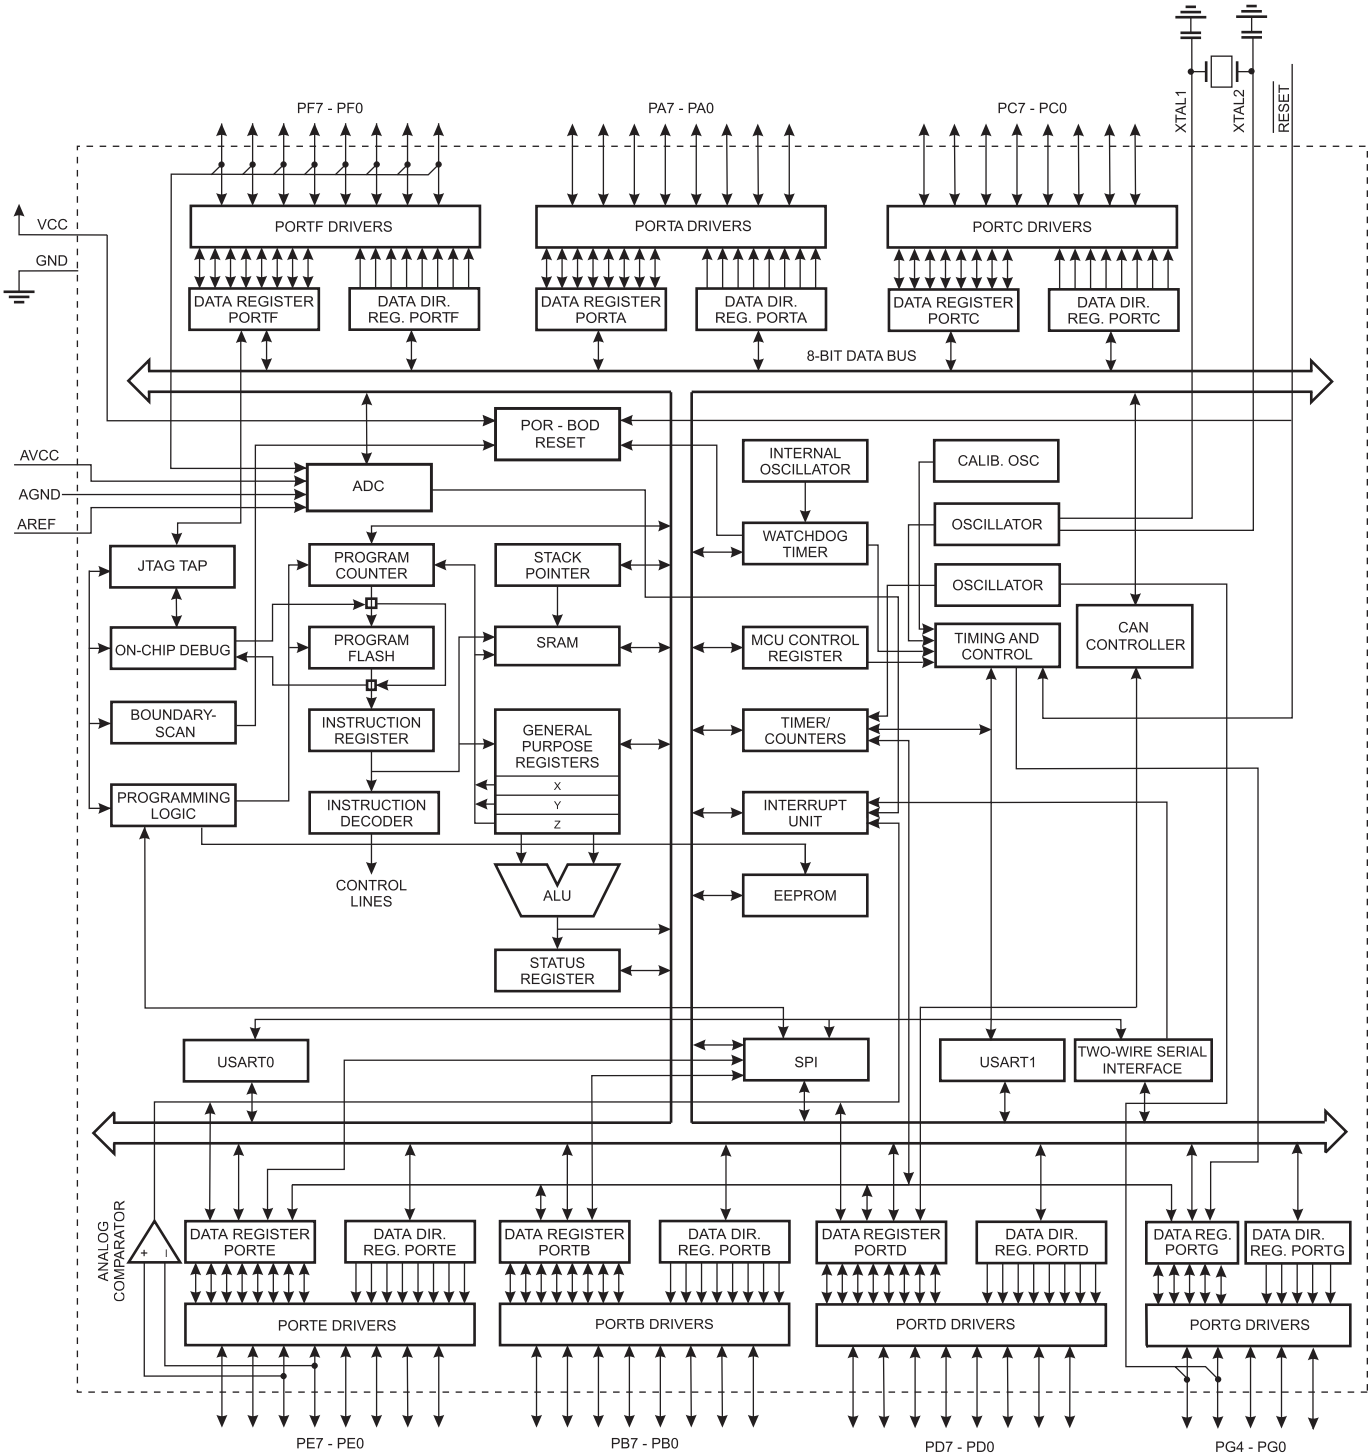 PF7 - PF0
PA7 - PA0
PC7 - PC0
XTAL1
XTAL2
RESET
VCC
GND
PORTF DRIVERS
PORTA DRIVERS
PORTC DRIVERS
DATA REGISTER
PORTF
DATA DIR.
REG. PORTF
DATA REGISTER
PORTA
DATA DIR.
REG. PORTA
DATA REGISTER
PORTC
DATA DIR.
REG. PORTC
8-BIT DATA BUS
POR - BOD
RESET
INTERNAL
OSCILLATOR
CALIB. OSC
AVCC
AGND
AREF
ADC
OSCILLATOR
WATCHDOG
TIMER
JTAG TAP
PROGRAM
COUNTER
STACK
POINTER
OSCILLATOR
ON-CHIP DEBUG
PROGRAM
FLASH
SRAM
MCU CONTROL
REGISTER
TIMING AND
CONTROL
CAN
CONTROLLER
BOUNDARY-
SCAN
INSTRUCTION
REGISTER
GENERAL
PURPOSE
REGISTERS
X
Y
Z
TIMER/
COUNTERS
PROGRAMMING
LOGIC
INSTRUCTION
DECODER
INTERRUPT
UNIT
CONTROL
LINES
ALU
EEPROM
STATUS
REGISTER
USART0
SPI
USART1
TWO-WIRE SERIAL
INTERFACE
ANALOG
COMPARATOR
+
−
DATA REGISTER
PORTE
DATA DIR.
REG. PORTE
DATA REGISTER
PORTB
DATA DIR.
REG. PORTB
DATA REGISTER
PORTD
DATA DIR.
REG. PORTD
DATA REG.
PORTG
DATA DIR.
REG. PORTG
PORTE DRIVERS
PORTB DRIVERS
PORTD DRIVERS
PORTG DRIVERS
PE7 - PE0
PB7 - PB0
PD7 - PD0
PG4 - PG0